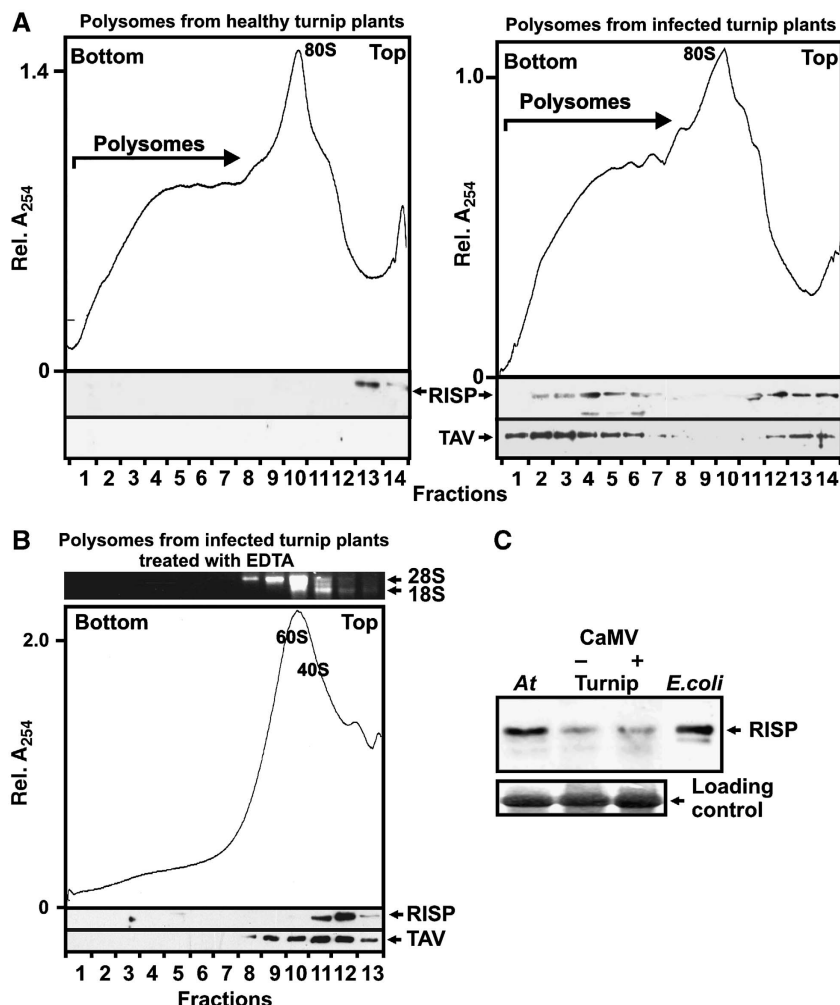 A
Polysomes from healthy turnip plants
Polysomes from infected turnip plants
Bottom
80S
Top
1.4
Polysomes
Rel. A254
0
Bottom
80S
Top
1.0
Polysomes
Rel. A254
0
RISP
TAV
1 2 3 4 5 6 7 8 9 10 11 12 13 14
1 2 3 4 5 6 7 8 9 10 11 12 13 14
Fractions
B
Polysomes from infected turnip plants
treated with EDTA
28S
18S
Bottom
Top
2.0
60S
40S
Rel. A254
0
RISP
TAV
1 2 3 4 5 6 7 8 9 10 11 12 13
Fractions
C
CaMV
– +
At Turnip E.coli
RISP
Loading
control